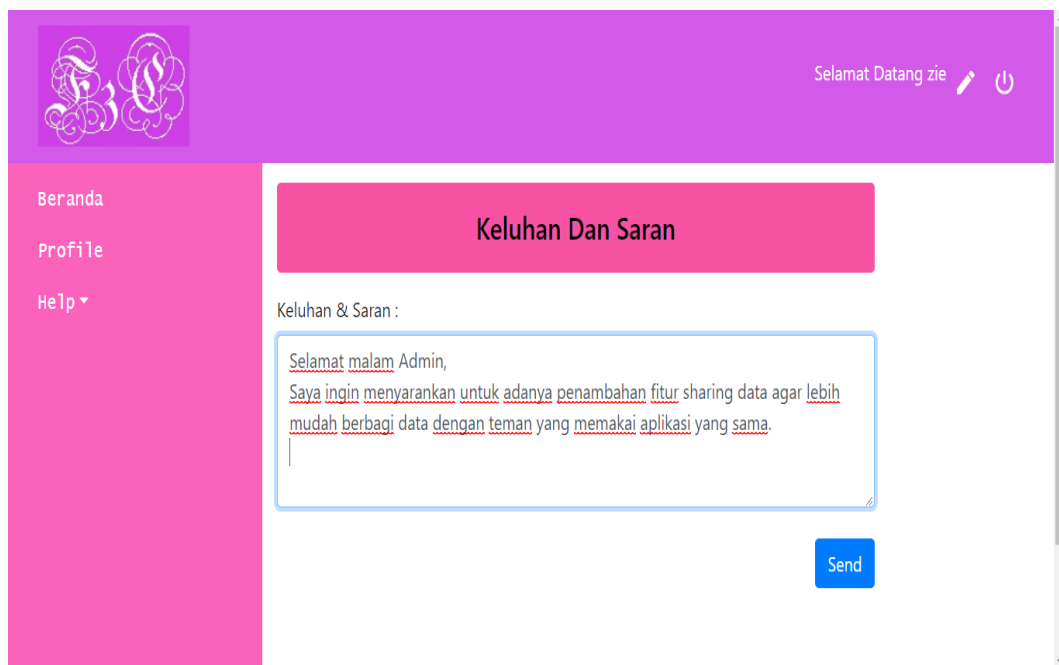 EzC
Selamat Datang zie
Beranda
Profile
Help
Keluhan Dan Saran
Keluhan & Saran :
Selamat malam Admin,
Saya ingin menyarankan untuk adanya penambahan fitur sharing data agar lebih
mudah berbagi data dengan teman yang memakai aplikasi yang sama.
Send